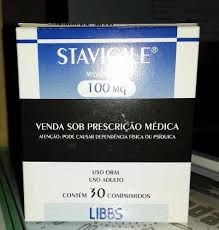 STAVIGILE®
100 mg
VENDA SOB PRESCRIÇÃO MÉDICA
ATENÇÃO: PODE CAUSAR DEPENDÊNCIA FÍSICA OU PSÍQUICA
USO ORAL
USO ADULTO
CONTÉM 30 COMPRIMIDOS
LIBBS